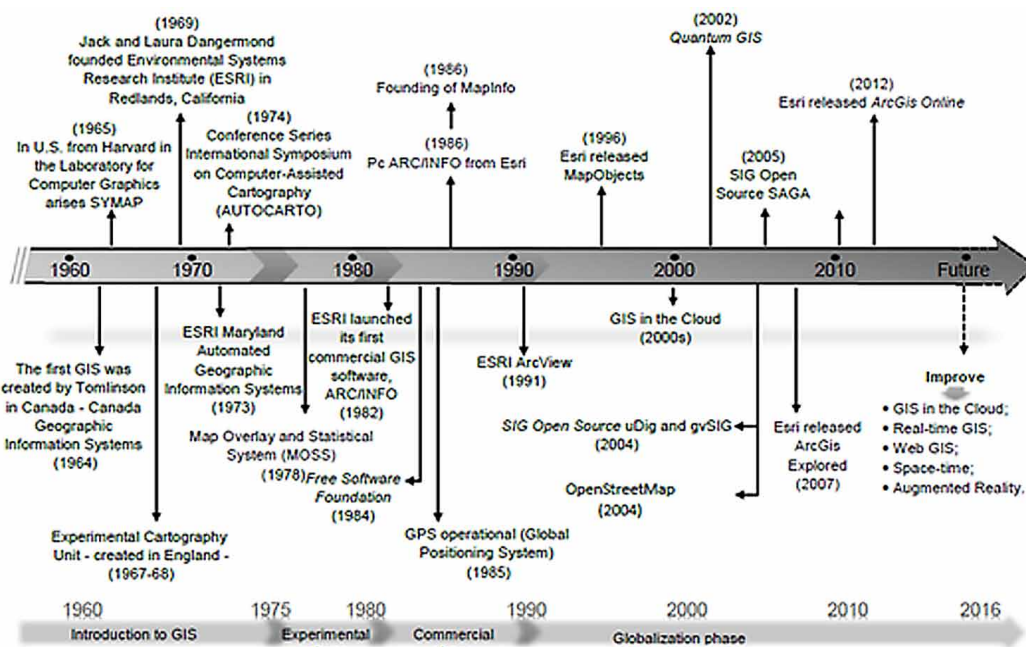 (1969)
Jack and Laura Dangermond
founded Environmental Systems
Research Institute (ESRI) in
Redlands, California
(1965)
In U.S. from Harvard in
the Laboratory for
Computer Graphics
arises SYMAP
(1974)
Conference Series
International Symposium
on Computer-Assisted
Cartography
(AUTOCARTO)
(1986)
Founding of MapInfo
(1986)
Pc ARC/INFO from Esri
(1996)
Esri released
MapObjects
(2002)
Quantum GIS
(2005)
SIG Open
Source SAGA
(2012)
Esri released ArcGis Online
1960
1970
1980
1990
2000
2010
Future
The first GIS was
created by Tomlinson
in Canada - Canada
Geographic
Information Systems
(1964)
Experimental Cartography
Unit - created in England -
(1967-68)
ESRI Maryland
Automated
Geographic
Information Systems
(1973)
Map Overlay and Statistical
System (MOSS)
(1978)
ESRI launched
its first
commercial GIS
software,
ARC/INFO
(1982)
Free Software
Foundation
(1984)
GPS operational (Global
Positioning System)
(1985)
ESRI ArcView
(1991)
GIS in the Cloud
(2000s)
SIG Open Source uDig and gvSIG
(2004)
OpenStreetMap
(2004)
Esri released
ArcGis
Explored
(2007)
Improve
• GIS in the Cloud;
• Real-time GIS;
• Web GIS;
• Space-time;
• Augmented Reality.
1960
1975
1980
1990
2000
2010
2016
Introduction to GIS
Experimental
Commercial
Globalization phase